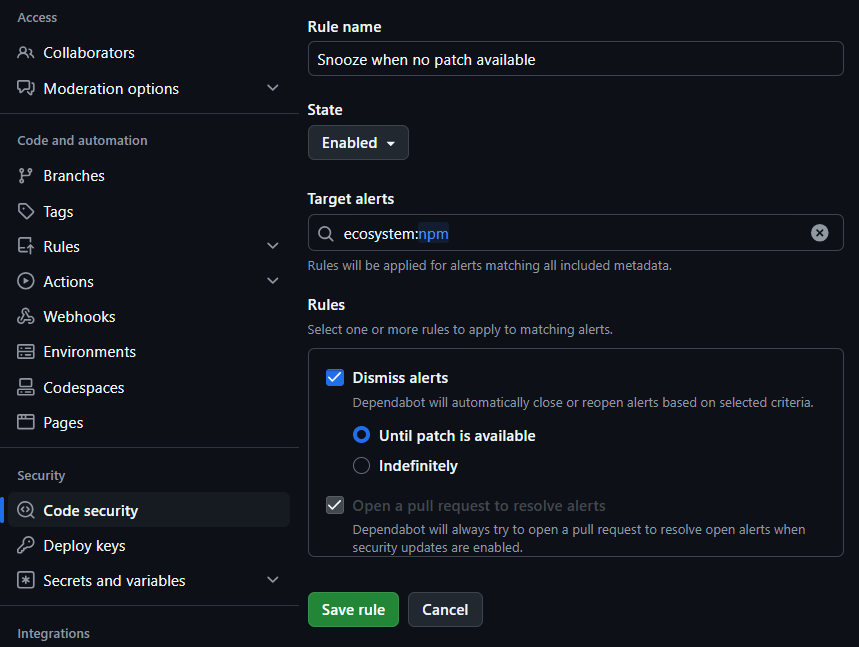 Access
Collaborators
Moderation options
Code and automation
Branches
Tags
Rules
Actions
Webhooks
Environments
Codespaces
Pages
Security
Code security
Deploy keys
Secrets and variables
Integrations
Rule name
Snooze when no patch available
State
Enabled
Target alerts
ecosystem:npm
Rules will be applied for alerts matching all included metadata.
Rules
Select one or more rules to apply to matching alerts.
Dismiss alerts
Dependabot will automatically close or reopen alerts based on selected criteria.
Until patch is available
Indefinitely
Open a pull request to resolve alerts
Dependabot will always try to open a pull request to resolve open alerts when
security updates are enabled.
Save rule
Cancel